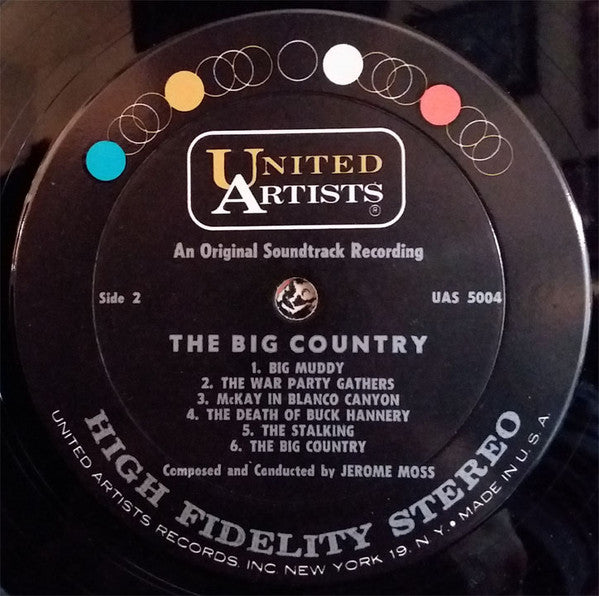 UNITED
ARTISTS
®
An Original Soundtrack Recording
Side 2
UAS 5004
THE BIG COUNTRY
1. BIG MUDDY
2. THE WAR PARTY GATHERS
3. McKAY IN BLANCO CANYON
4. THE DEATH OF BUCK HANNERY
5. THE STALKING
6. THE BIG COUNTRY
Composed and Conducted by JEROME MOSS
HIGH FIDELITY STEREO
UNITED ARTISTS RECORDS, INC. NEW YORK 19, N. Y. • MADE IN U.S.A.